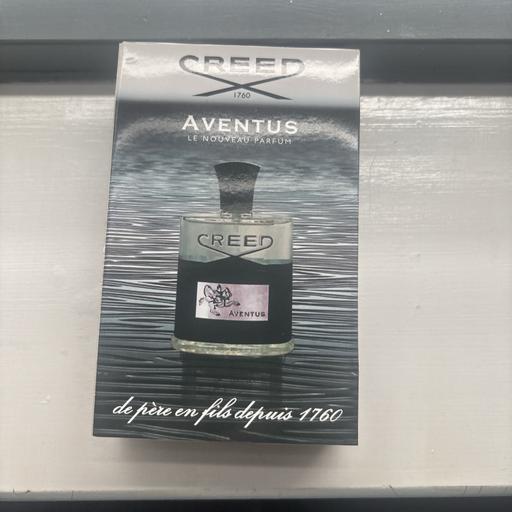 CREED
1760
AVENTUS
LE NOUVEAU PARFUM
CREED
AVENTUS
de père en fils depuis 1760